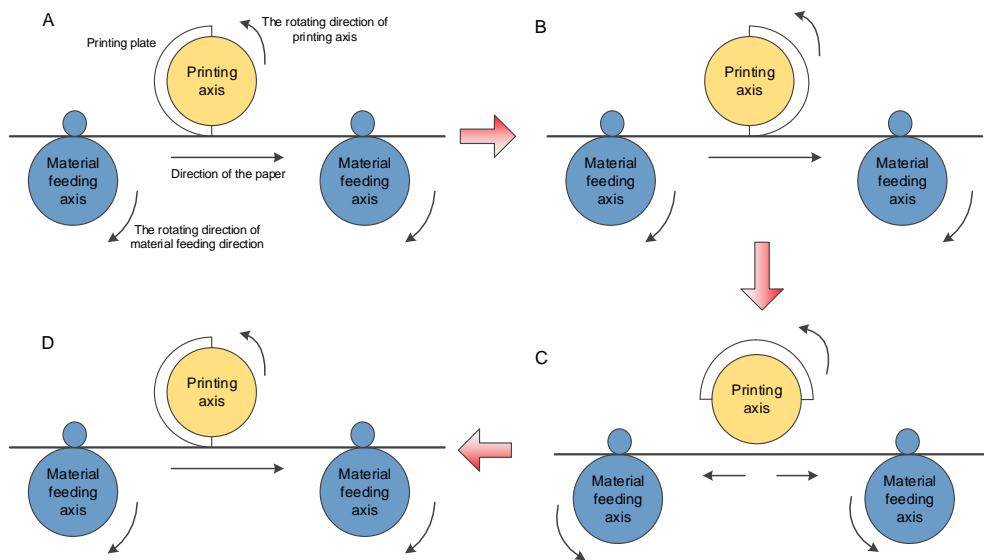 A
Printing plate
The rotating direction of
printing axis
Printing
axis
Material
feeding
axis
Direction of the paper
Material
feeding
axis
The rotating direction of
material feeding direction
B
Printing
axis
Material
feeding
axis
Material
feeding
axis
D
Printing
axis
Material
feeding
axis
Material
feeding
axis
C
Printing
axis
Material
feeding
axis
Material
feeding
axis